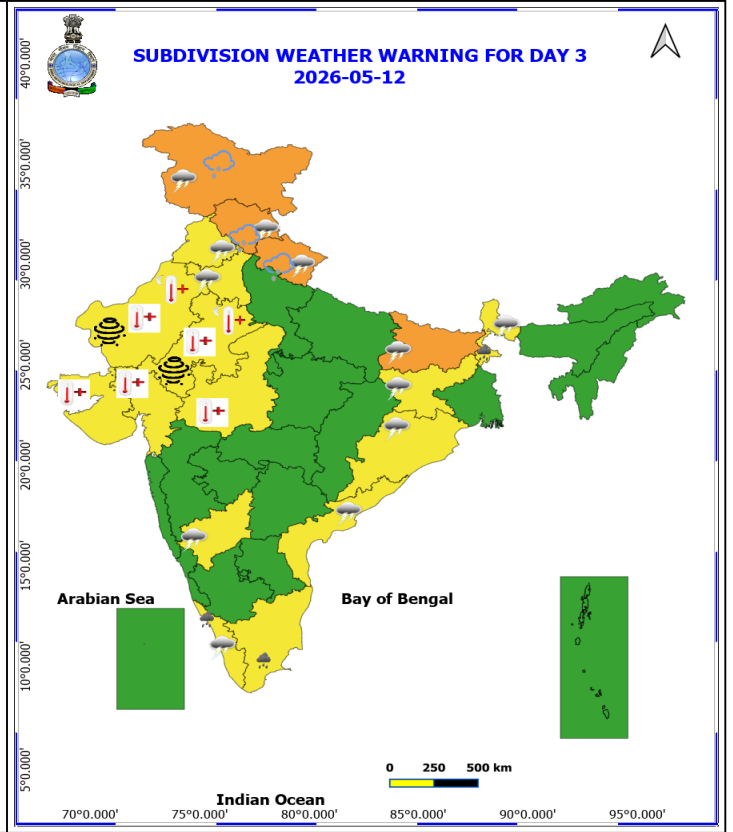 SUBDIVISION WEATHER WARNING FOR DAY 3
2026-05-12
40°0.000'
35°0.000'
30°0.000'
25°0.000'
20°0.000'
15°0.000'
10°0.000'
5°0.000'
Arabian Sea
Bay of Bengal
0 250 500 km
Indian Ocean
70°0.000' 75°0.000' 80°0.000' 85°0.000' 90°0.000' 95°0.000'